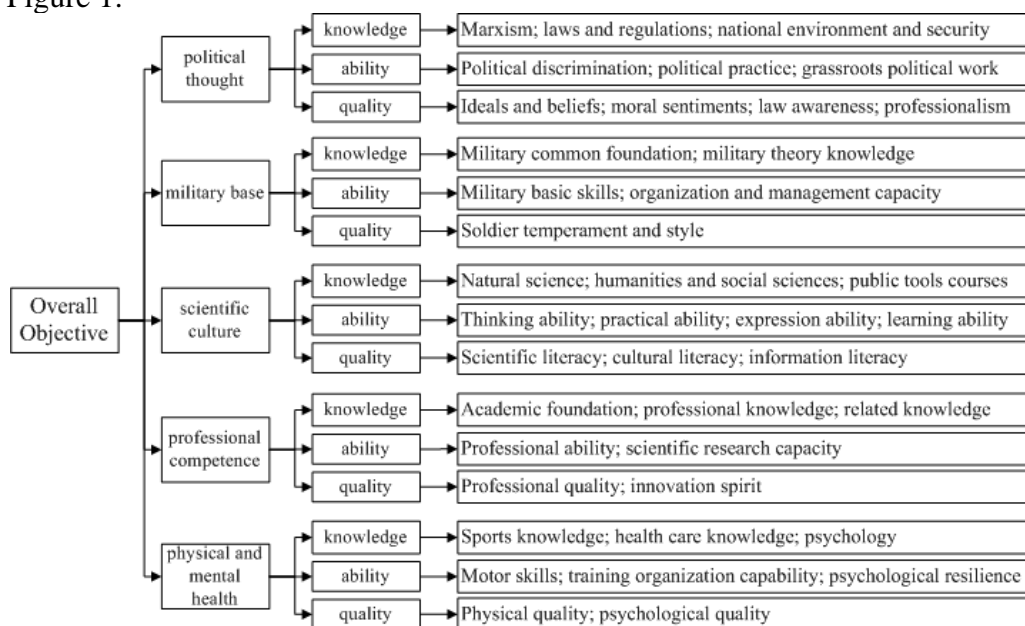 Figure 1.
knowledge
Marxism; laws and regulations; national environment and security
political
thought
ability
Political discrimination; political practice; grassroots political work
quality
Ideals and beliefs; moral sentiments; law awareness; professionalism
knowledge
Military common foundation; military theory knowledge
military base
ability
Military basic skills; organization and management capacity
quality
Soldier temperament and style
Overall
Objective
knowledge
Natural science; humanities and social sciences; public tools courses
scientific
culture
ability
Thinking ability; practical ability; expression ability; learning ability
quality
Scientific literacy; cultural literacy; information literacy
knowledge
Academic foundation; professional knowledge; related knowledge
professional
competence
ability
Professional ability; scientific research capacity
quality
Professional quality; innovation spirit
knowledge
Sports knowledge; health care knowledge; psychology
physical and
mental
health
ability
Motor skills; training organization capability; psychological resilience
quality
Physical quality; psychological quality